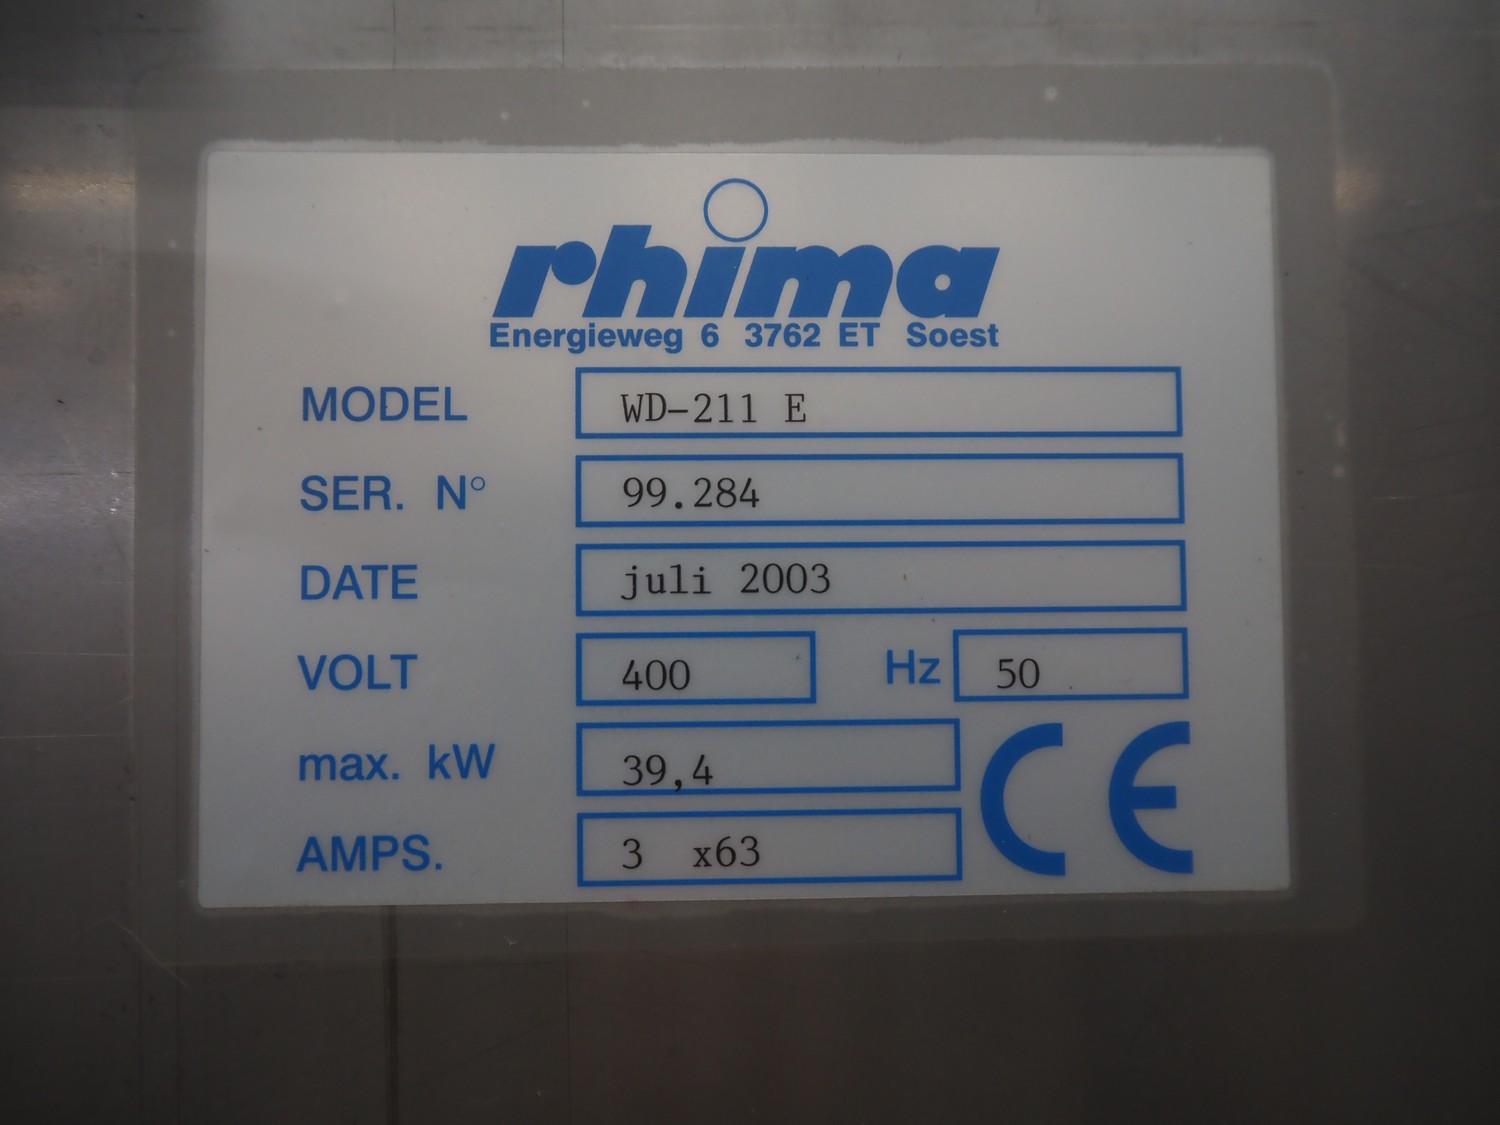 rhima
Energieweg 6 3762 ET Soest
MODEL WD-211 E
SER. N° 99.284
DATE juli 2003
VOLT 400 Hz 50
max. kW 39,4
AMPS. 3 x63
CE